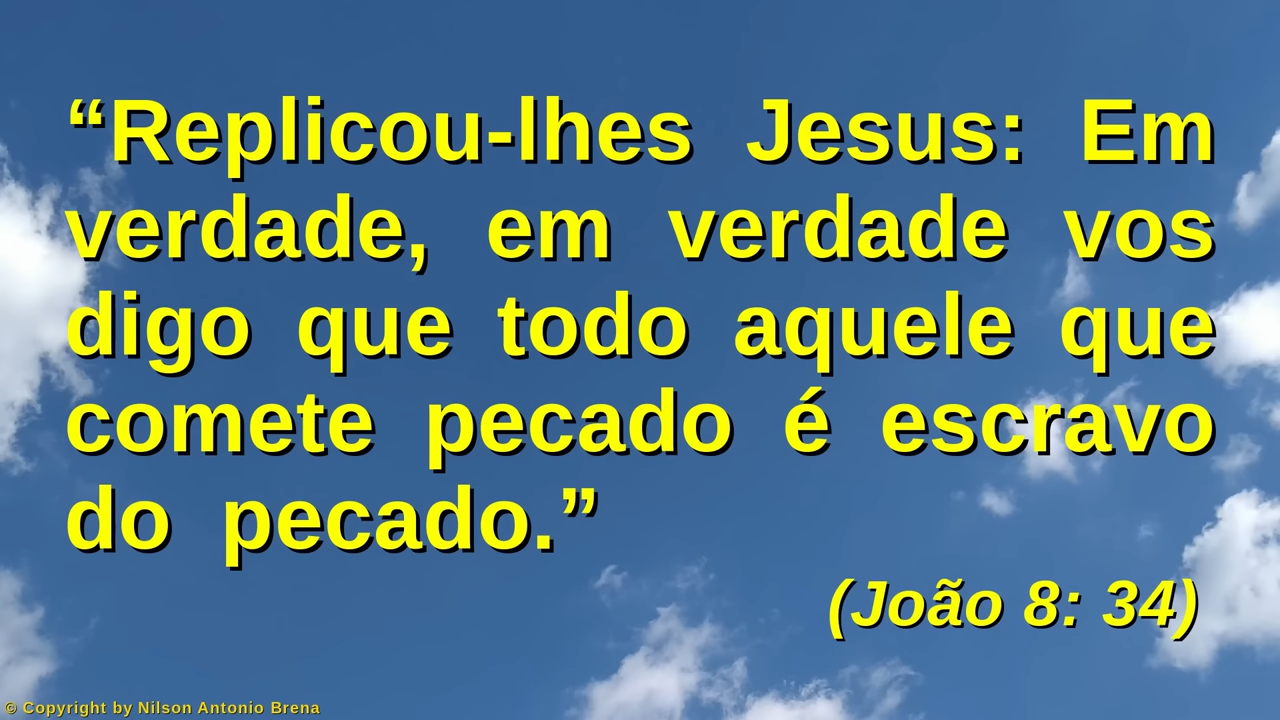 “Replicou-lhes Jesus: Em
verdade, em verdade vos
digo que todo aquele que
comete pecado é escravo
do pecado.”
(João 8: 34)
© Copyright by Nilson Antonio Brena